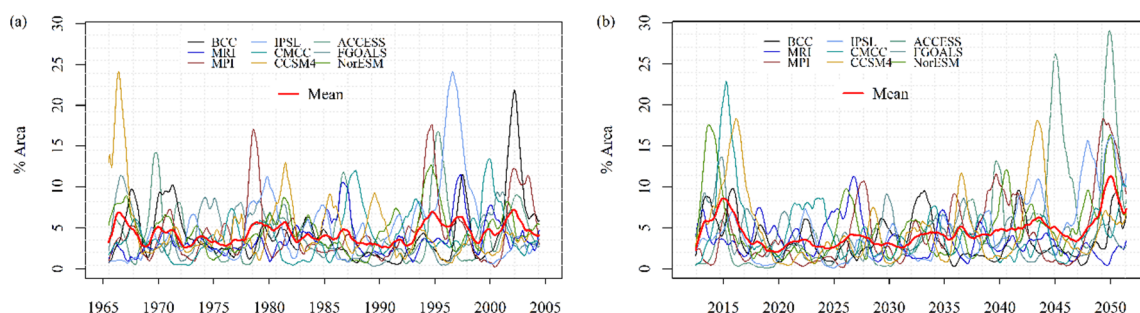 (a)
% Area
30
25
20
15
10
5
0
BCC IPSL ACCESS
MRI CMCC FGOALS
MPI CCSM4 NorESM
Mean
1965 1970 1975 1980 1985 1990 1995 2000 2005
(b)
% Area
30
25
20
15
10
5
0
BCC IPSL ACCESS
MRI CMCC FGOALS
MPI CCSM4 NorESM
Mean
2015 2020 2025 2030 2035 2040 2045 2050